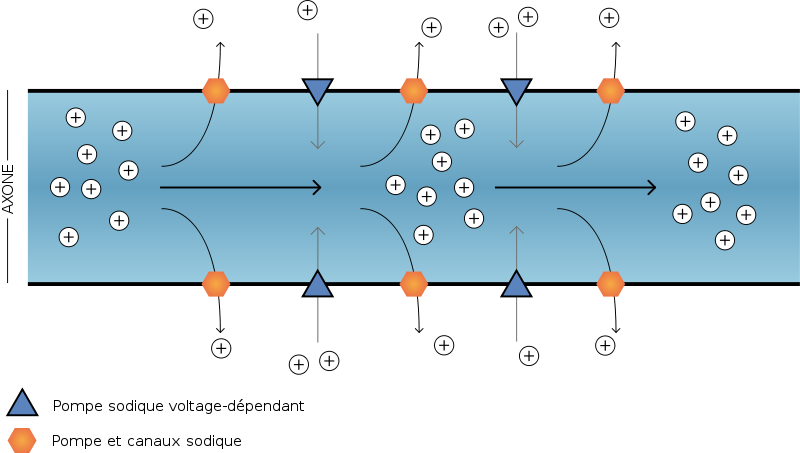 AXONE
Pompe sodique voltage-dépendant
Pompe et canaux sodique